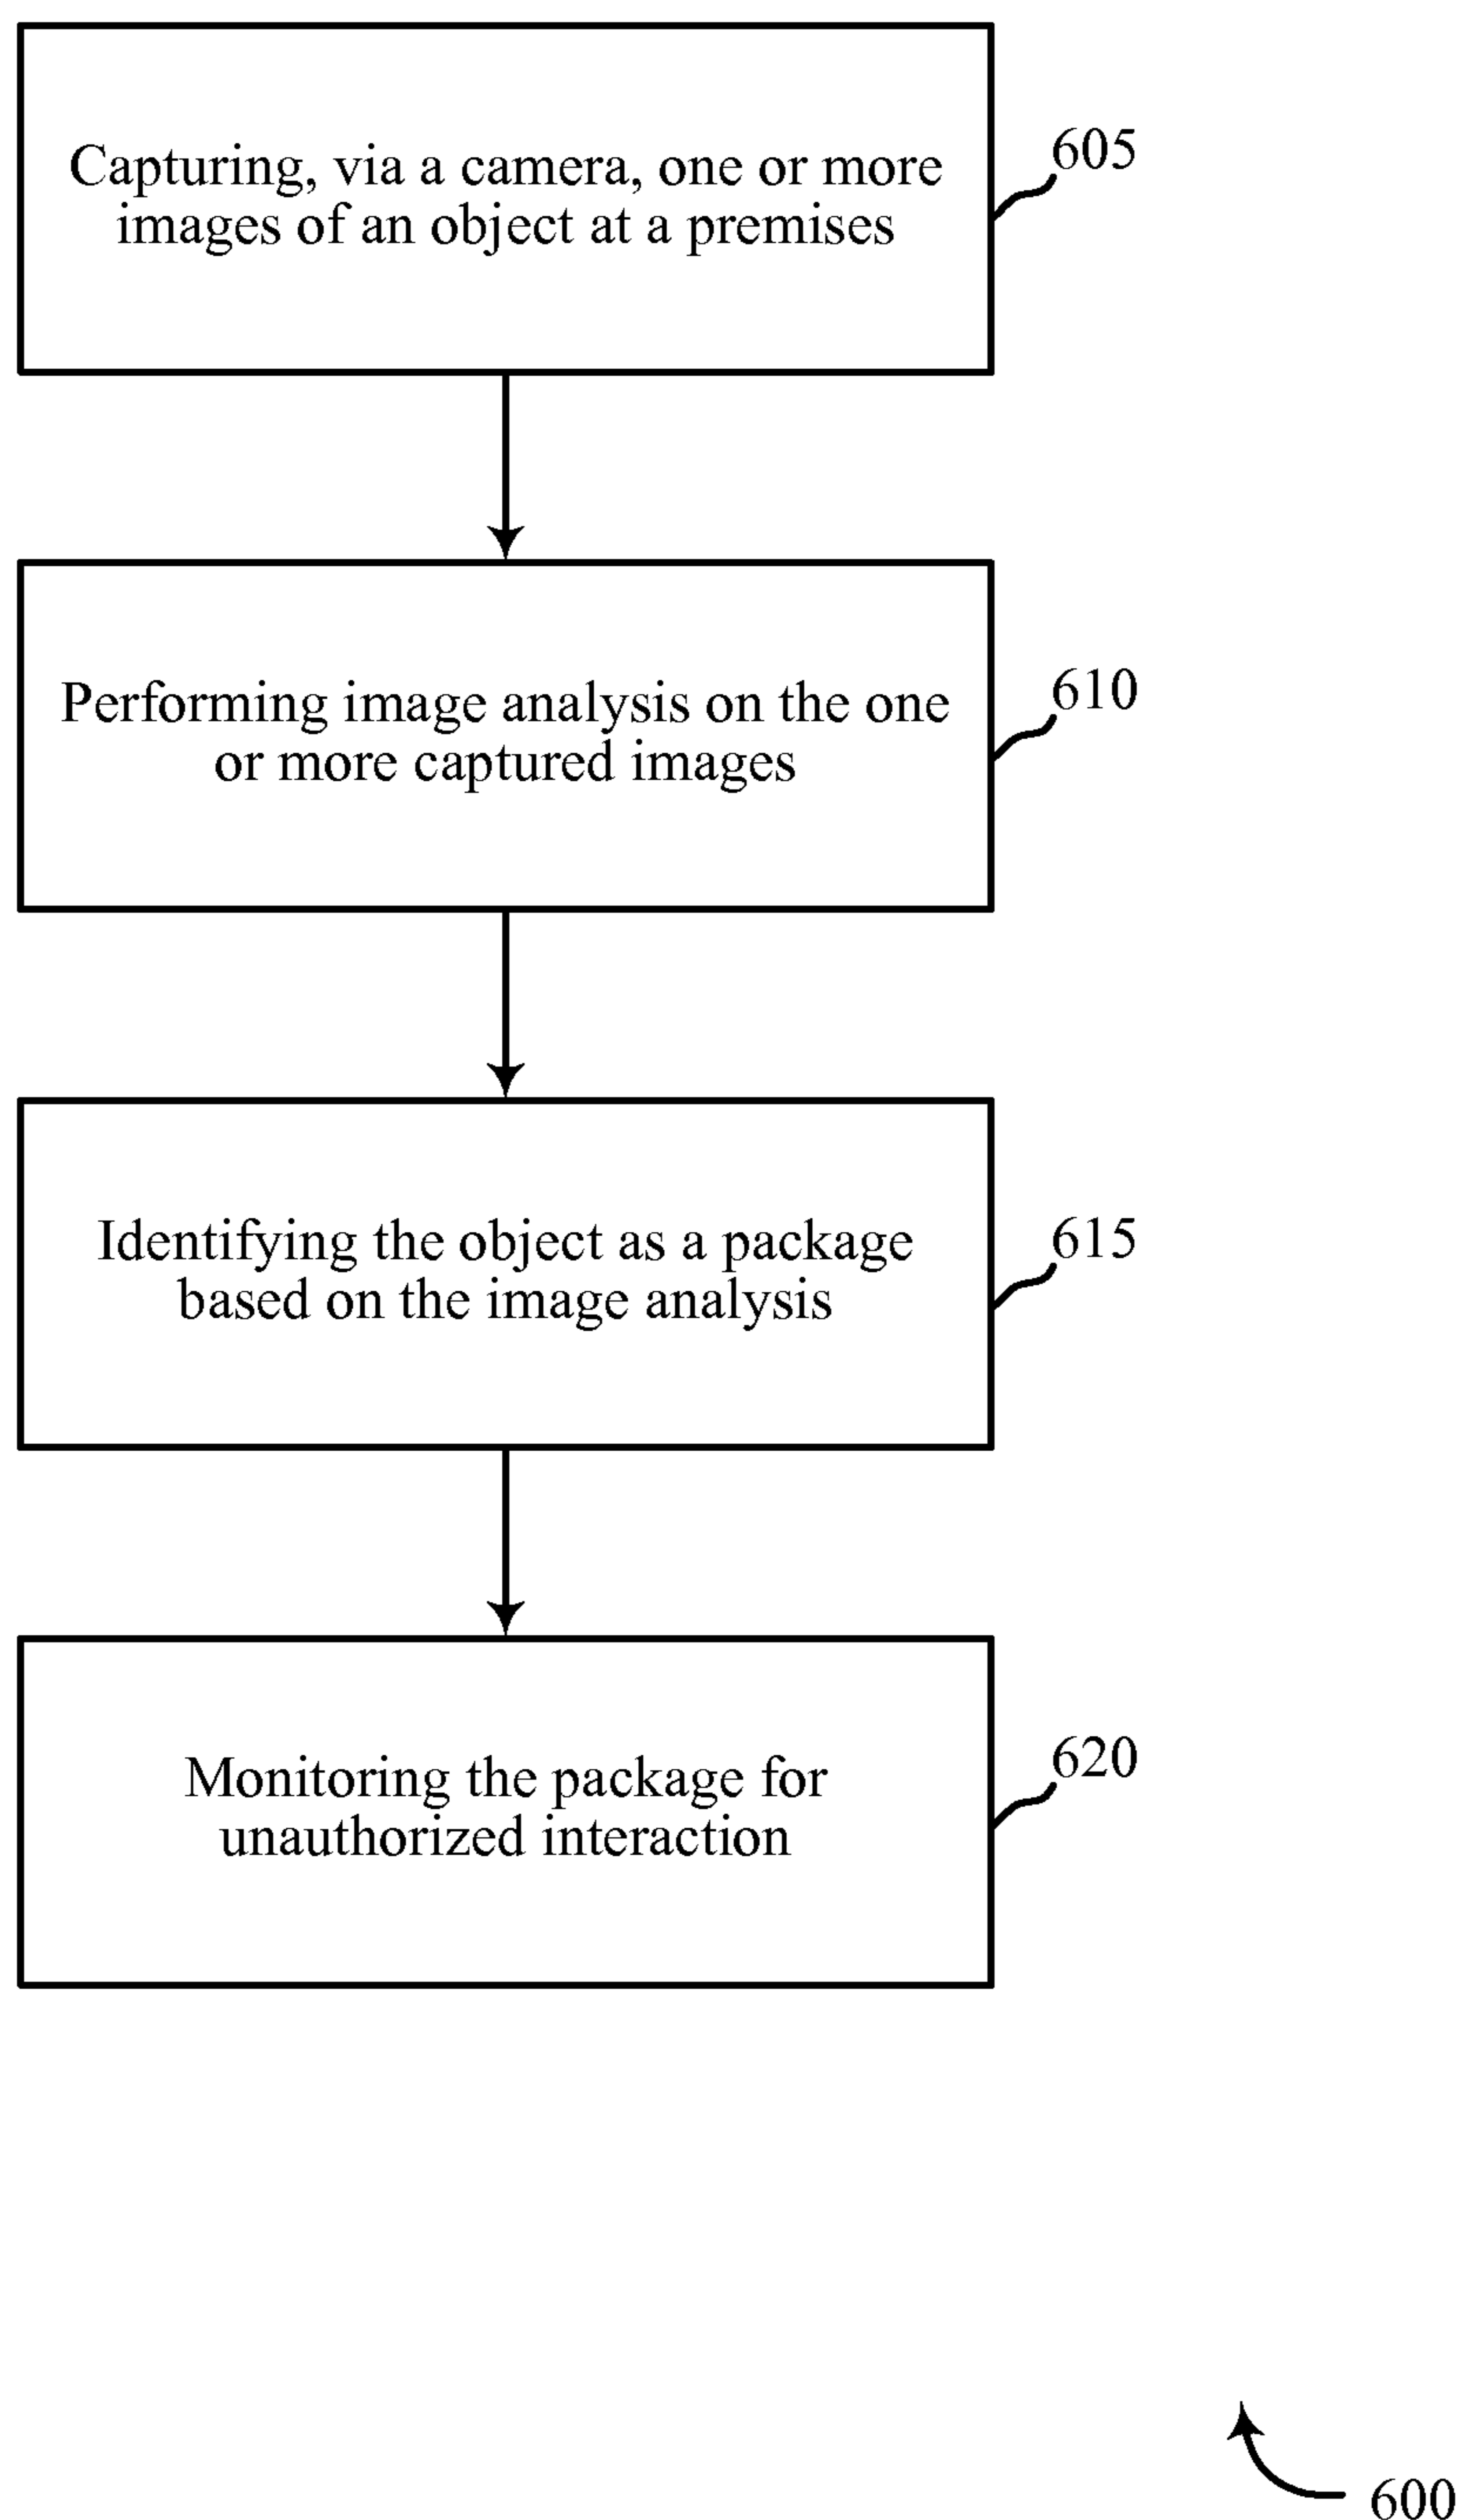 Capturing, via a camera, one or more
images of an object at a premises
605
Performing image analysis on the one
or more captured images
610
Identifying the object as a package
based on the image analysis
615
Monitoring the package for
unauthorized interaction
620
600